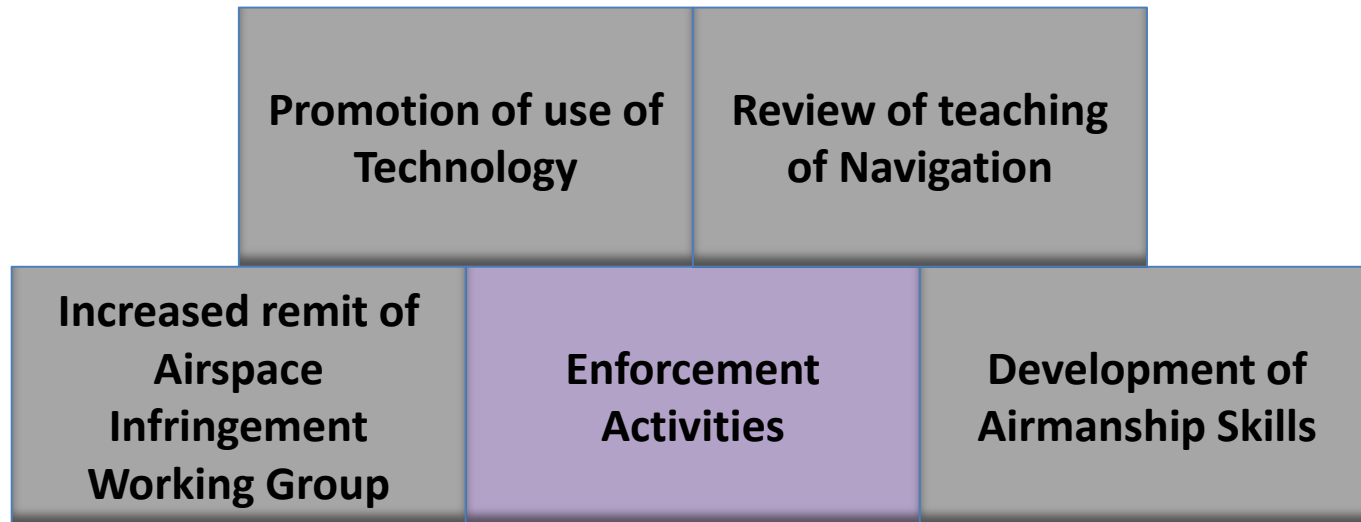 Promotion of use of
Technology
Review of teaching
of Navigation
Increased remit of
Airspace
Infringement
Working Group
Enforcement
Activities
Development of
Airmanship Skills